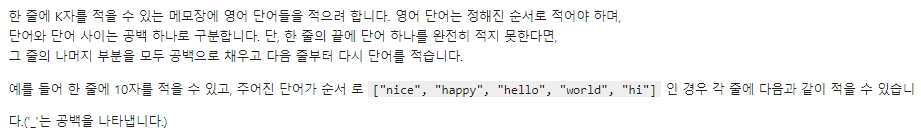 한 줄에 K자를 적을 수 있는 메모장에 영어 단어들을 적으려 합니다. 영어 단어는 정해진 순서로 적어야 하며,
단어와 단어 사이는 공백 하나로 구분합니다. 단, 한 줄의 끝에 단어 하나를 완전히 적지 못한다면,
그 줄의 나머지 부분을 모두 공백으로 채우고 다음 줄부터 다시 단어를 적습니다.
예를 들어 한 줄에 10자를 적을 수 있고, 주어진 단어가 순서 로 ["nice", "happy", "hello", "world", "hi"] 인 경우 각 줄에 다음과 같이 적을 수 있습니
다.('_'는 공백을 나타냅니다.)